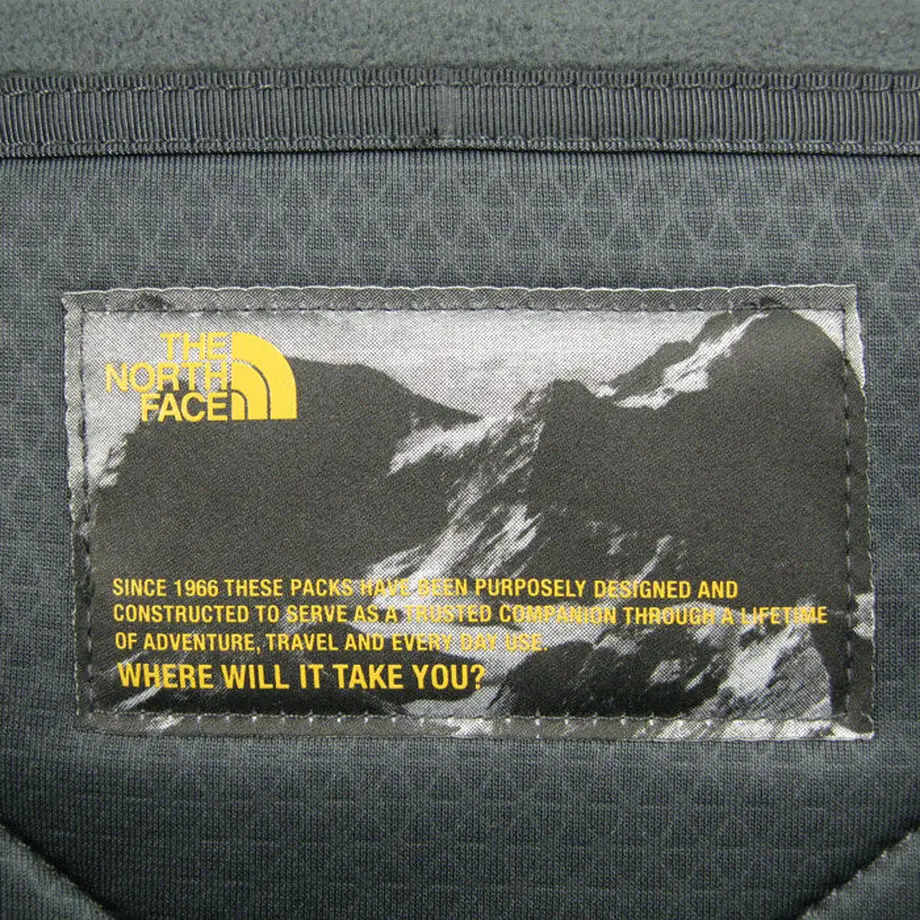 THE
NORTH
FACE
SINCE 1966 THESE PACKS HAVE BEEN PURPOSELY DESIGNED AND
CONSTRUCTED TO SERVE AS A TRUSTED COMPANION THROUGH A LIFETIME
OF ADVENTURE, TRAVEL AND EVERY DAY USE.
WHERE WILL IT TAKE YOU?